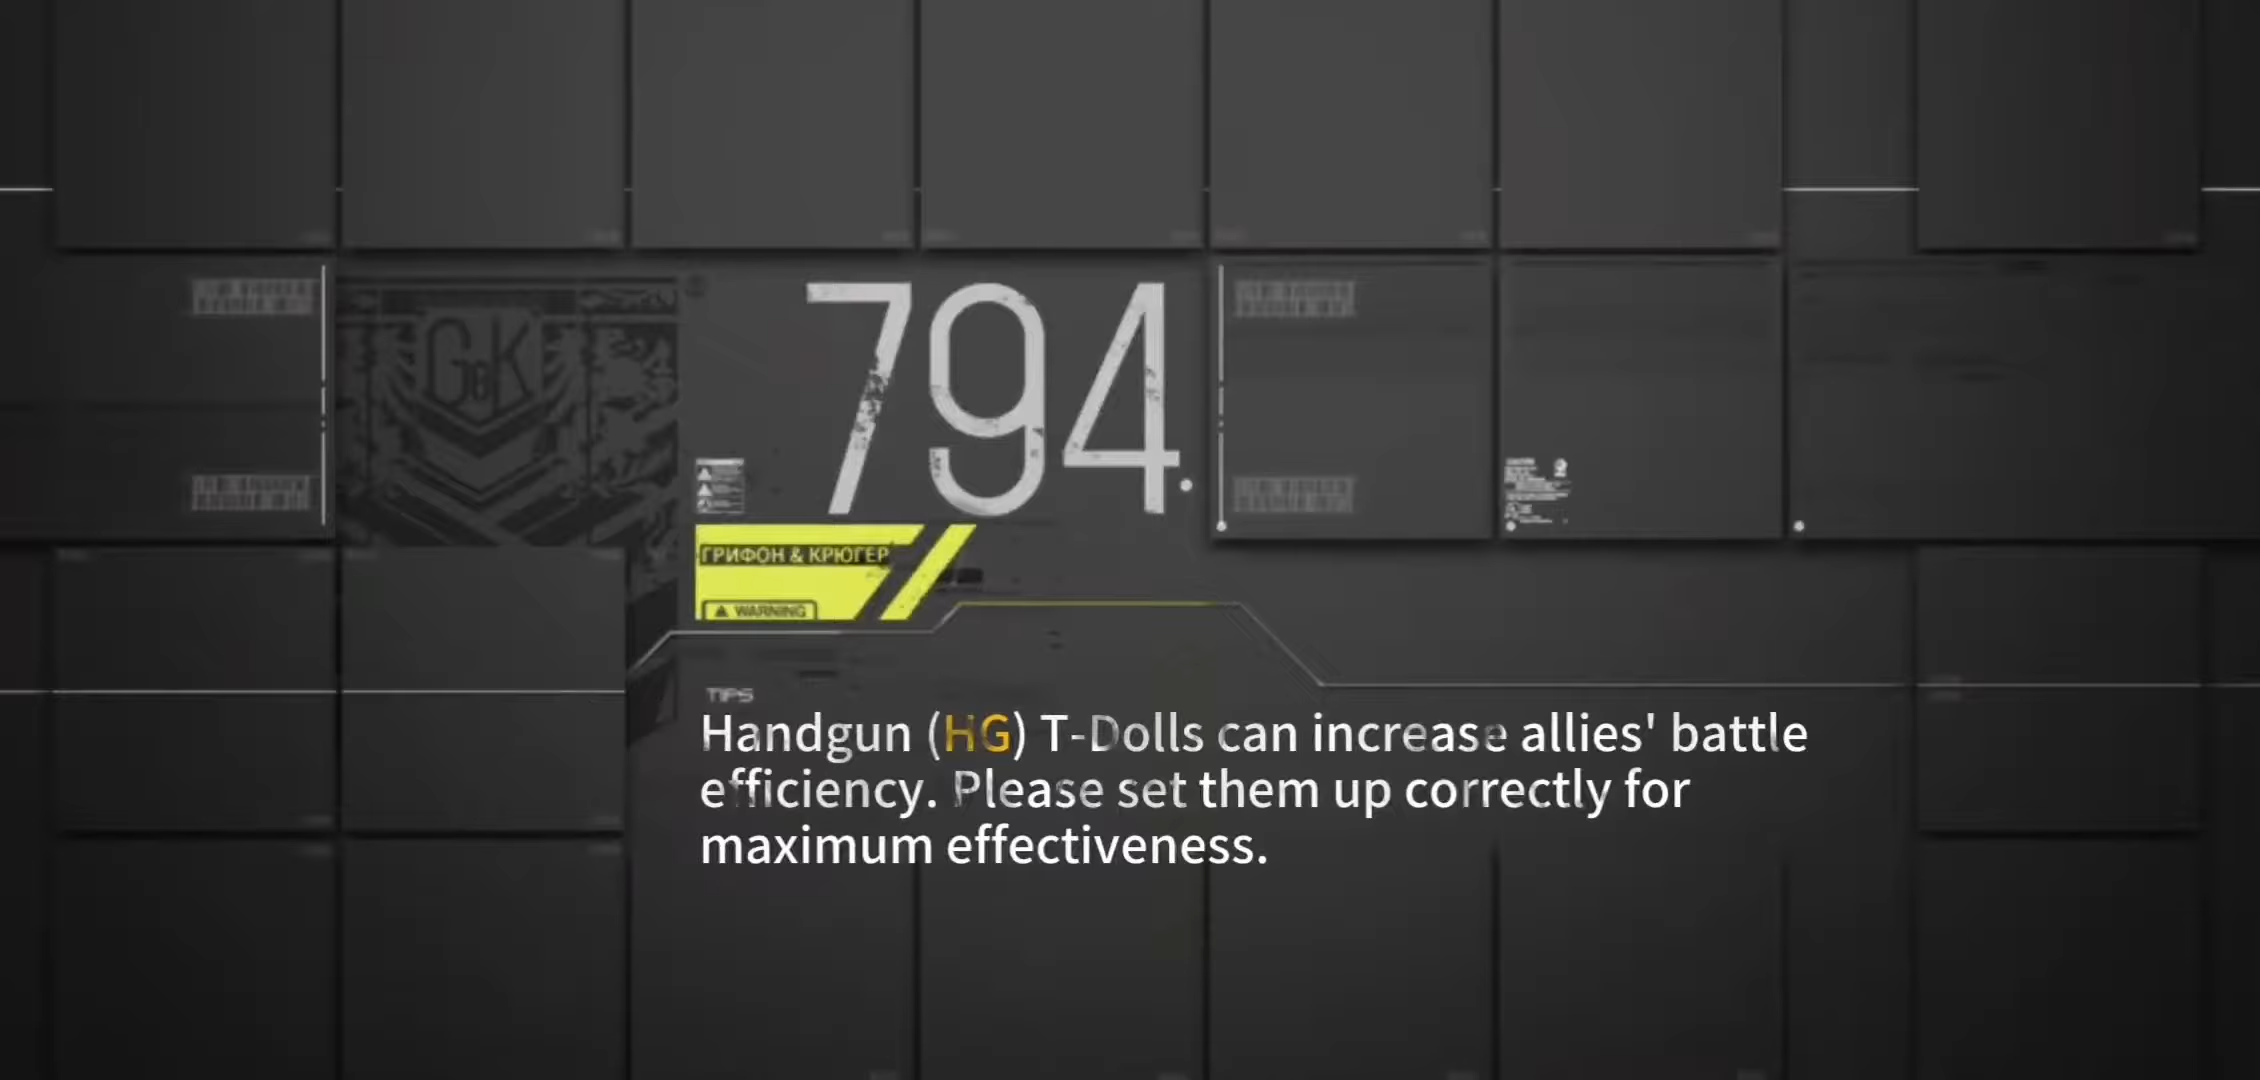 G&K
794.
ГРИФОН & КРЮГЕР
WARNING
TIPS
Handgun (HG) T-Dolls can increase allies' battle
efficiency. Please set them up correctly for
maximum effectiveness.